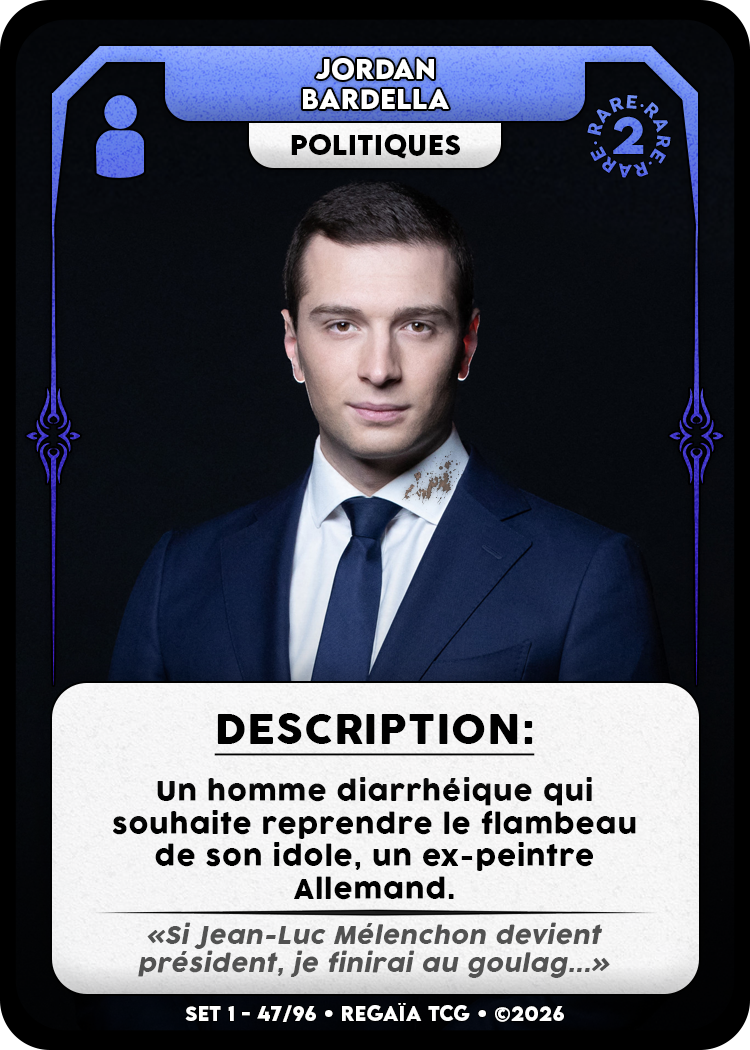 JORDAN
BARDELLA
POLITIQUES
RARE·RARE·RARE·RARE·
2
DESCRIPTION:
Un homme diarrhéique qui
souhaite reprendre le flambeau
de son idole, un ex-peintre
Allemand.
«Si Jean-Luc Mélenchon devient
président, je finirai au goulag...»
SET 1 - 47/96 • REGAÏA TCG • ©2026